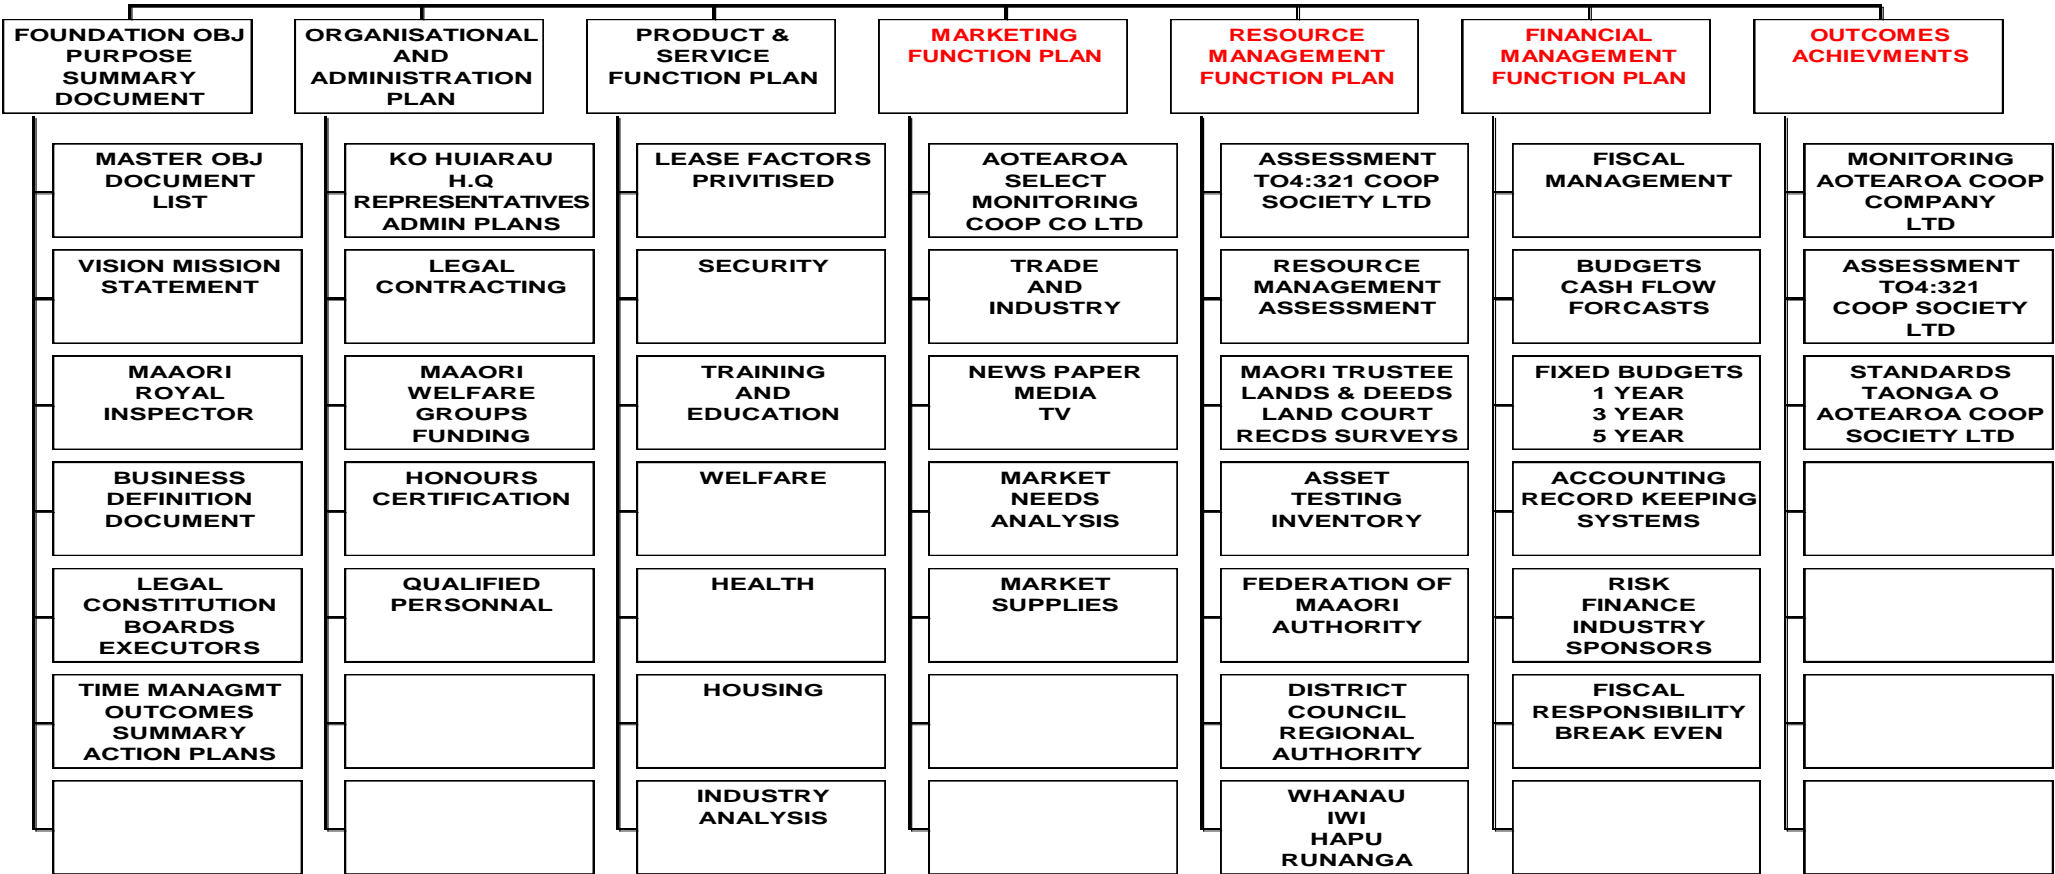 FOUNDATION OBJ
PURPOSE
SUMMARY
DOCUMENT
ORGANISATIONAL
AND
ADMINISTRATION
PLAN
PRODUCT &
SERVICE
FUNCTION PLAN
MARKETING
FUNCTION PLAN
RESOURCE
MANAGEMENT
FUNCTION PLAN
FINANCIAL
MANAGEMENT
FUNCTION PLAN
OUTCOMES
ACHIEVMENTS
MASTER OBJ
DOCUMENT
LIST
VISION MISSION
STATEMENT
MAAORI
ROYAL
INSPECTOR
BUSINESS
DEFINITION
DOCUMENT
LEGAL
CONSTITUTION
BOARDS
EXECUTORS
TIME MANAGMT
OUTCOMES
SUMMARY
ACTION PLANS
KO HUIARAU
H.Q
REPRESENTATIVES
ADMIN PLANS
LEGAL
CONTRACTING
MAAORI
WELFARE
GROUPS
FUNDING
HONOURS
CERTIFICATION
QUALIFIED
PERSONNAL
LEASE FACTORS
PRIVITISED
SECURITY
TRAINING
AND
EDUCATION
WELFARE
HEALTH
HOUSING
INDUSTRY
ANALYSIS
AOTEAROA
SELECT
MONITORING
COOP CO LTD
TRADE
AND
INDUSTRY
NEWS PAPER
MEDIA
TV
MARKET
NEEDS
ANALYSIS
MARKET
SUPPLIES
ASSESSMENT
TO4:321 COOP
SOCIETY LTD
RESOURCE
MANAGEMENT
ASSESSMENT
MAORI TRUSTEE
LANDS & DEEDS
LAND COURT
RECDS SURVEYS
ASSET
TESTING
INVENTORY
FEDERATION OF
MAAORI
AUTHORITY
DISTRICT
COUNCIL
REGIONAL
AUTHORITY
WHANAU
IWI
HAPU
RUNANGA
FISCAL
MANAGEMENT
BUDGETS
CASH FLOW
FORCASTS
FIXED BUDGETS
1 YEAR
3 YEAR
5 YEAR
ACCOUNTING
RECORD KEEPING
SYSTEMS
RISK
FINANCE
INDUSTRY
SPONSORS
FISCAL
RESPONSIBILITY
BREAK EVEN
MONITORING
AOTEAROA COOP
COMPANY
LTD
ASSESSMENT
TO4:321
COOP SOCIETY
LTD
STANDARDS
TAONGA O
AOTEAROA COOP
SOCIETY LTD